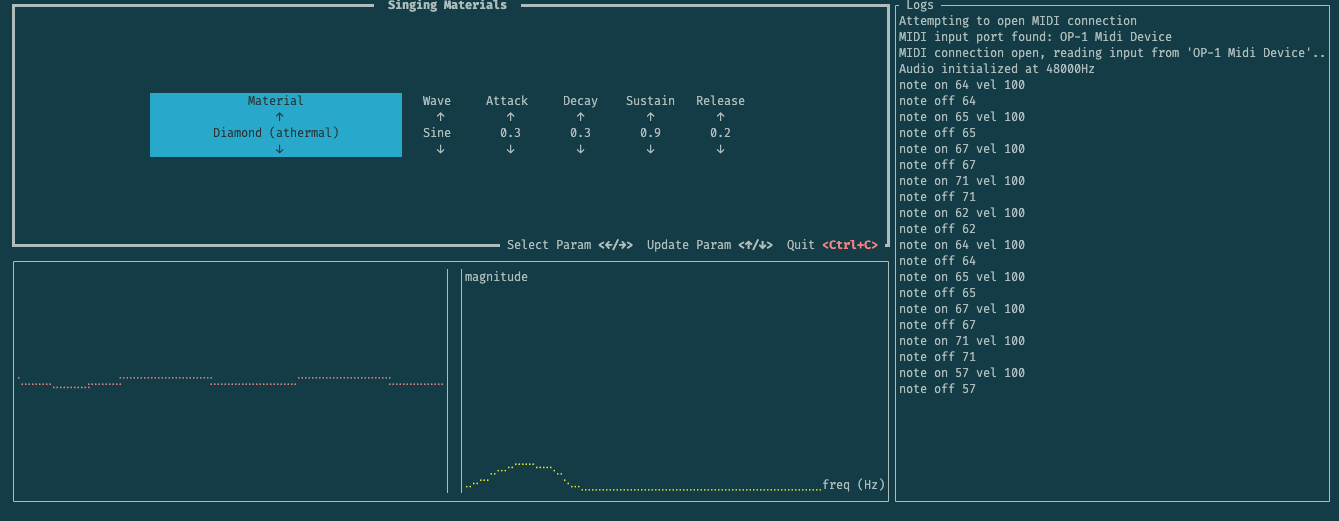 Singing Materials
Material Wave Attack Decay Sustain Release
↑ ↑ ↑ ↑ ↑ ↑
Diamond (athermal) Sine 0.3 0.3 0.9 0.2
↓ ↓ ↓ ↓ ↓ ↓
Select Param <←/→> Update Param <↑/↓> Quit <Ctrl+C>
magnitude
freq (Hz)
Logs
Attempting to open MIDI connection
MIDI input port found: OP-1 Midi Device
MIDI connection open, reading input from 'OP-1 Midi Device'..
Audio initialized at 48000Hz
note on 64 vel 100
note off 64
note on 65 vel 100
note off 65
note on 67 vel 100
note off 67
note on 71 vel 100
note off 71
note on 62 vel 100
note off 62
note on 64 vel 100
note off 64
note on 65 vel 100
note off 65
note on 67 vel 100
note off 67
note on 71 vel 100
note off 71
note on 57 vel 100
note off 57